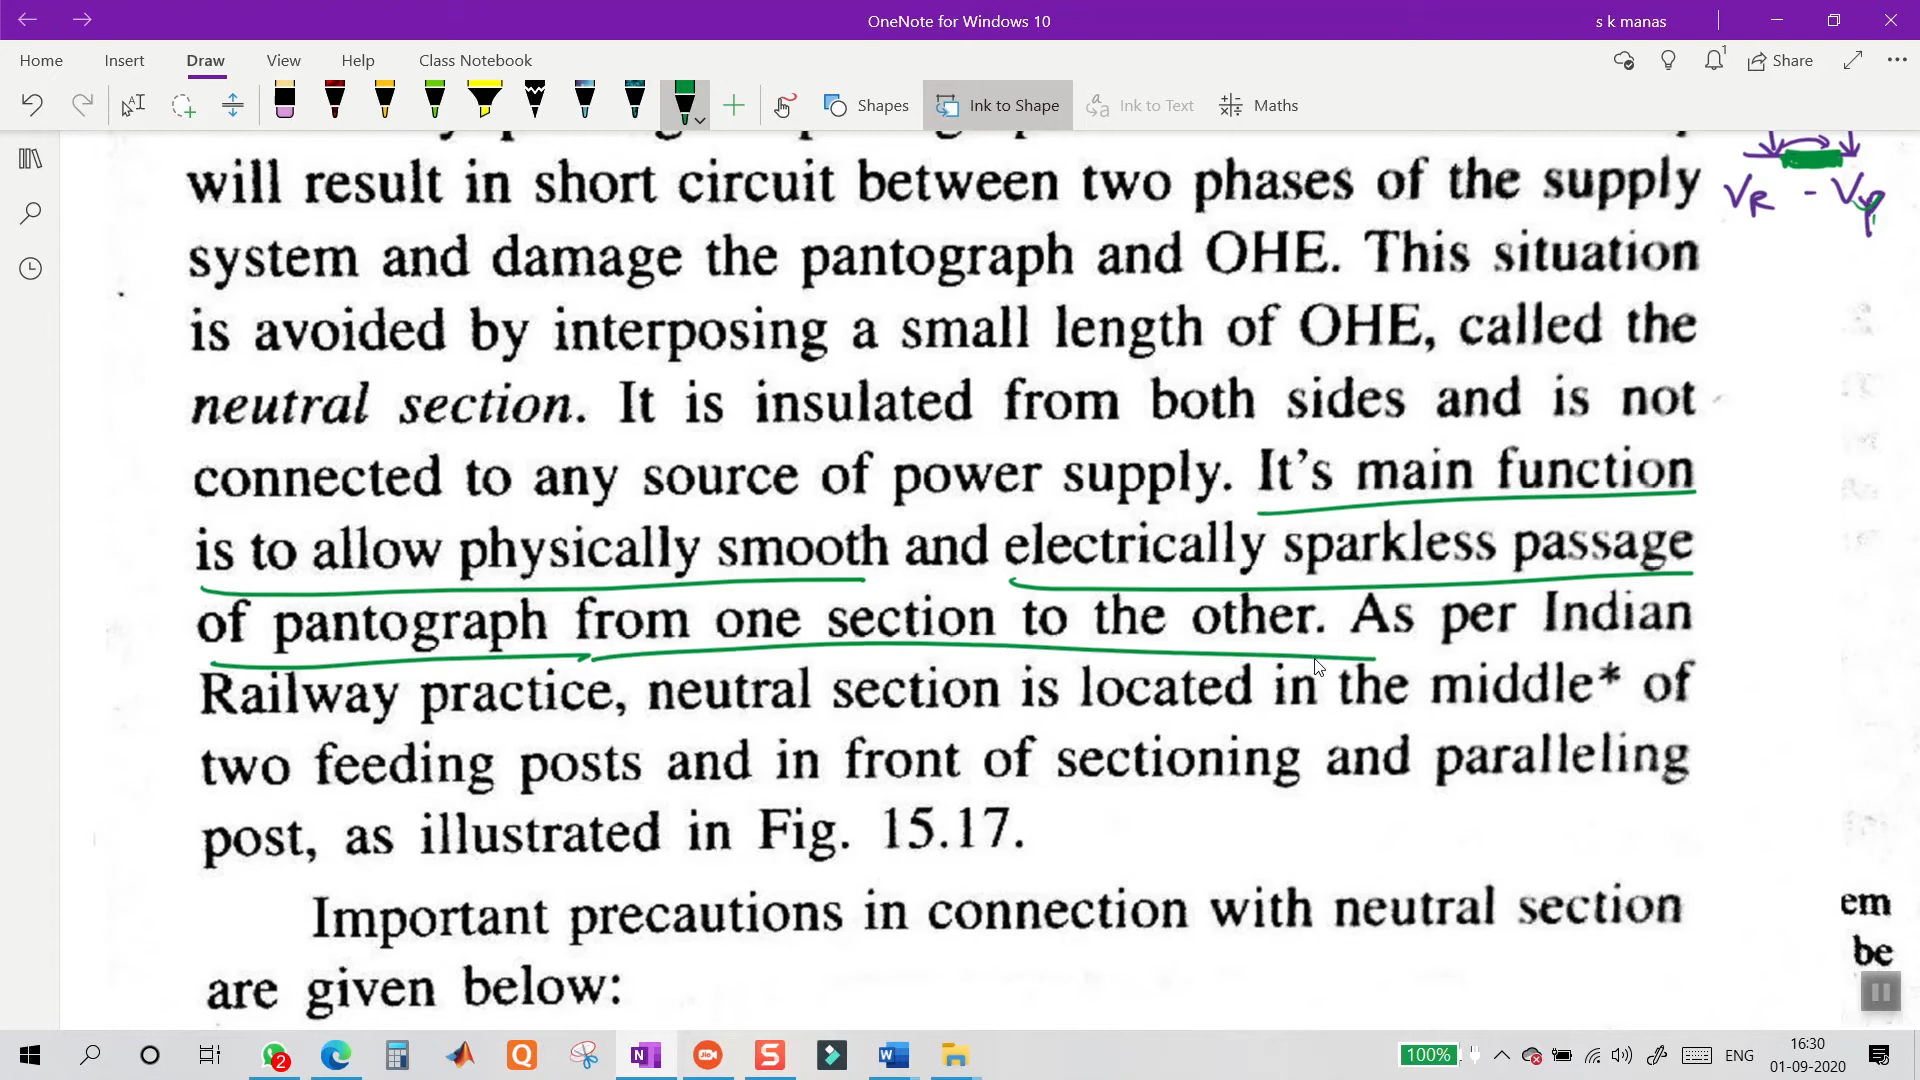 OneNote for Windows 10
s k manas
Home Insert Draw View Help Class Notebook
1
Share
Shapes Ink to Shape Ink to Text Maths
will result in short circuit between two phases of the supply
VR - Vy
system and damage the pantograph and OHE. This situation
is avoided by interposing a small length of OHE, called the
neutral section. It is insulated from both sides and is not
connected to any source of power supply. It's main function
is to allow physically smooth and electrically sparkless passage
of pantograph from one section to the other. As per Indian
Railway practice, neutral section is located in the middle* of
two feeding posts and in front of sectioning and paralleling
post, as illustrated in Fig. 15.17.
Important precautions in connection with neutral section
em
are given below:
be
2
Jio
100%
ENG
16:30
01-09-2020